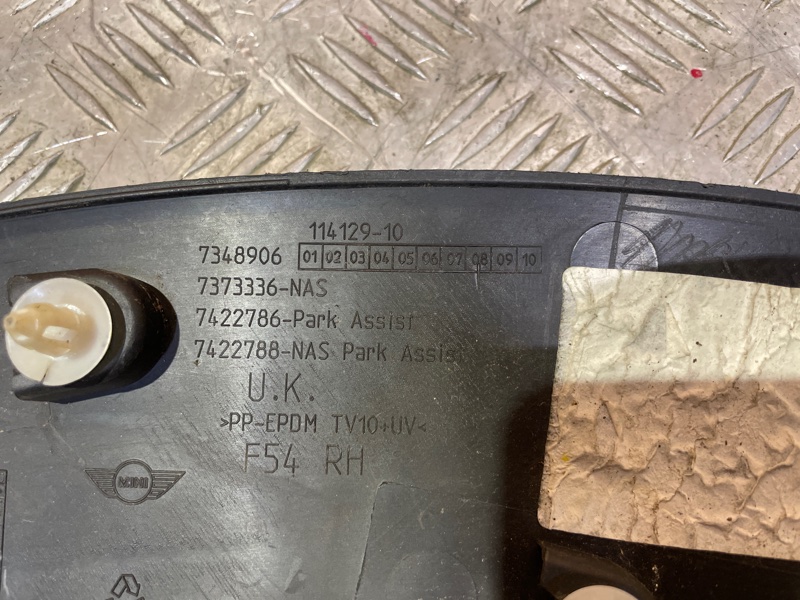 114129-10
7348906 01 02 03 04 05 06 07 08 09 10
7373336-NAS
7422786-Park Assist
7422788-NAS Park Assist
U.K.
>PP-EPDM TV10+UV<
F54 RH
MINI